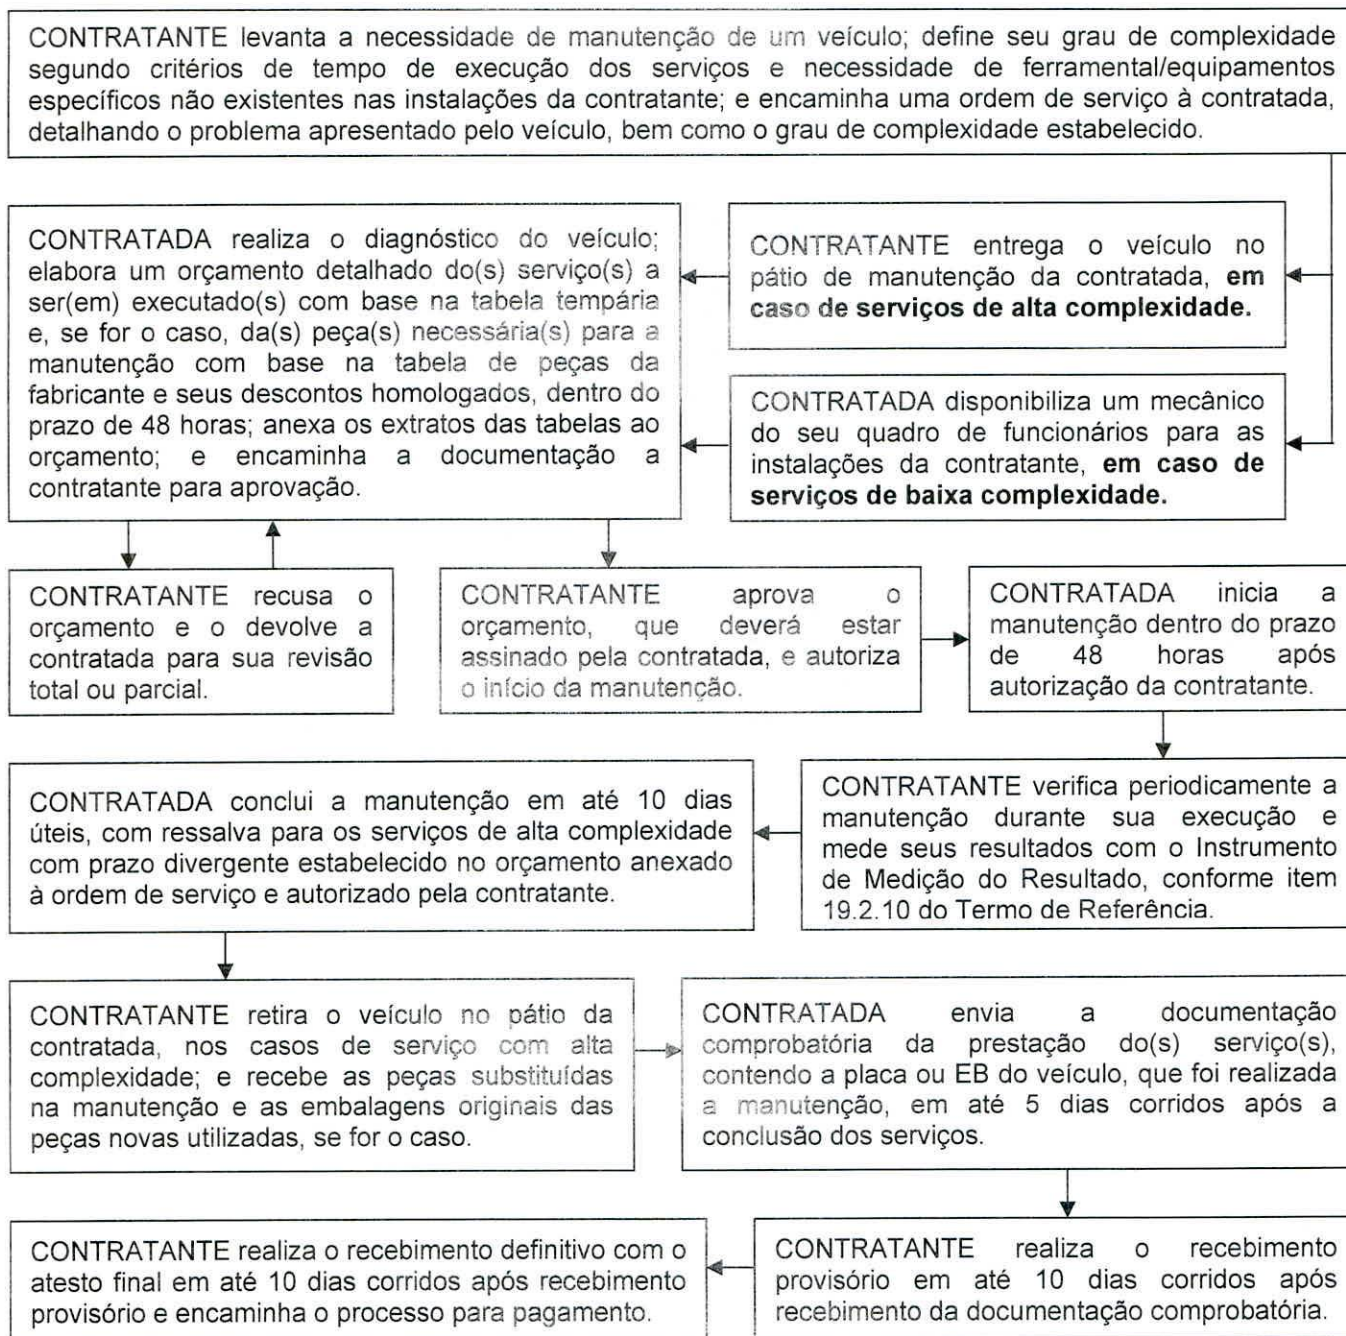 CONTRATANTE levanta a necessidade de manutenção de um veículo; define seu grau de complexidade
segundo critérios de tempo de execução dos serviços e necessidade de ferramental/equipamentos
específicos não existentes nas instalações da contratante; e encaminha uma ordem de serviço à contratada,
detalhando o problema apresentado pelo veículo, bem como o grau de complexidade estabelecido.
CONTRATANTE entrega o veículo no
pátio de manutenção da contratada, em
caso de serviços de alta complexidade.
CONTRATADA disponibiliza um mecânico
do seu quadro de funcionários para as
instalações da contratante, em caso de
serviços de baixa complexidade.
CONTRATADA realiza o diagnóstico do veículo;
elabora um orçamento detalhado do(s) serviço(s) a
ser(em) executado(s) com base na tabela tempária
e, se for o caso, da(s) peça(s) necessária(s) para a
manutenção com base na tabela de peças da
fabricante e seus descontos homologados, dentro do
prazo de 48 horas; anexa os extratos das tabelas ao
orçamento; e encaminha a documentação a
contratante para aprovação.
CONTRATANTE recusa o
orçamento e o devolve a
contratada para sua revisão
total ou parcial.
CONTRATANTE aprova o
orçamento, que deverá estar
assinado pela contratada, e autoriza
o início da manutenção.
CONTRATADA inicia a
manutenção dentro do prazo
de 48 horas após
autorização da contratante.
CONTRATANTE verifica periodicamente a
manutenção durante sua execução e
mede seus resultados com o Instrumento
de Medição do Resultado, conforme item
19.2.10 do Termo de Referência.
CONTRATADA conclui a manutenção em até 10 dias
úteis, com ressalva para os serviços de alta complexidade
com prazo divergente estabelecido no orçamento anexado
à ordem de serviço e autorizado pela contratante.
CONTRATANTE retira o veículo no pátio da
contratada, nos casos de serviço com alta
complexidade; e recebe as peças substituídas
na manutenção e as embalagens originais das
peças novas utilizadas, se for o caso.
CONTRATADA envia a documentação
comprobatória da prestação do(s) serviço(s),
contendo a placa ou EB do veículo, que foi realizada
a manutenção, em até 5 dias corridos após a
conclusão dos serviços.
CONTRATANTE realiza o recebimento
provisório em até 10 dias corridos após
recebimento da documentação comprobatória.
CONTRATANTE realiza o recebimento definitivo com o
atesto final em até 10 dias corridos após recebimento
provisório e encaminha o processo para pagamento.